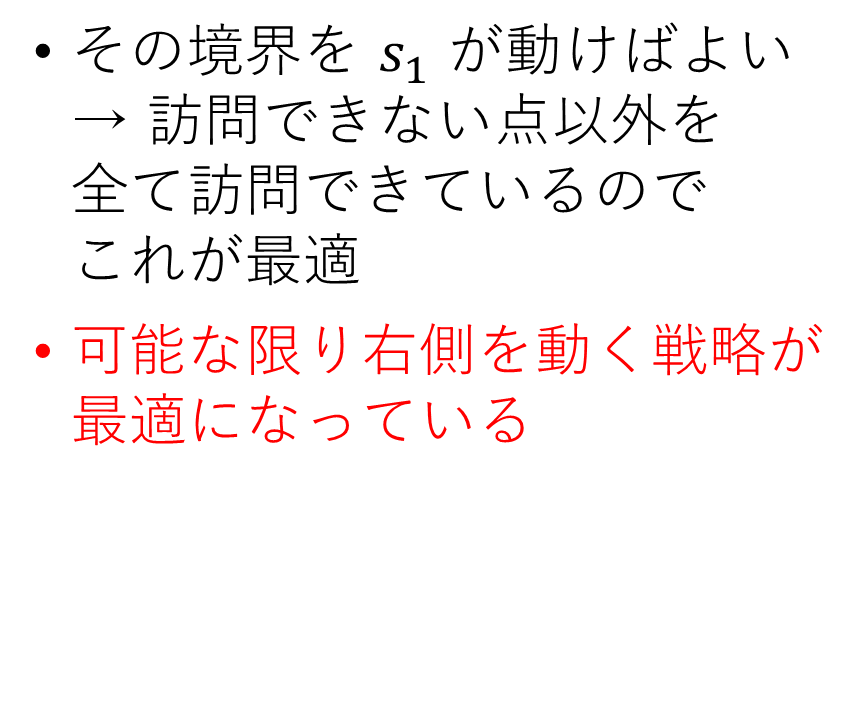 • その境界を s₁ が動けばよい
→ 訪問できない点以外を
全て訪問できているので
これが最適
• 可能な限り右側を動く戦略が
最適になっている